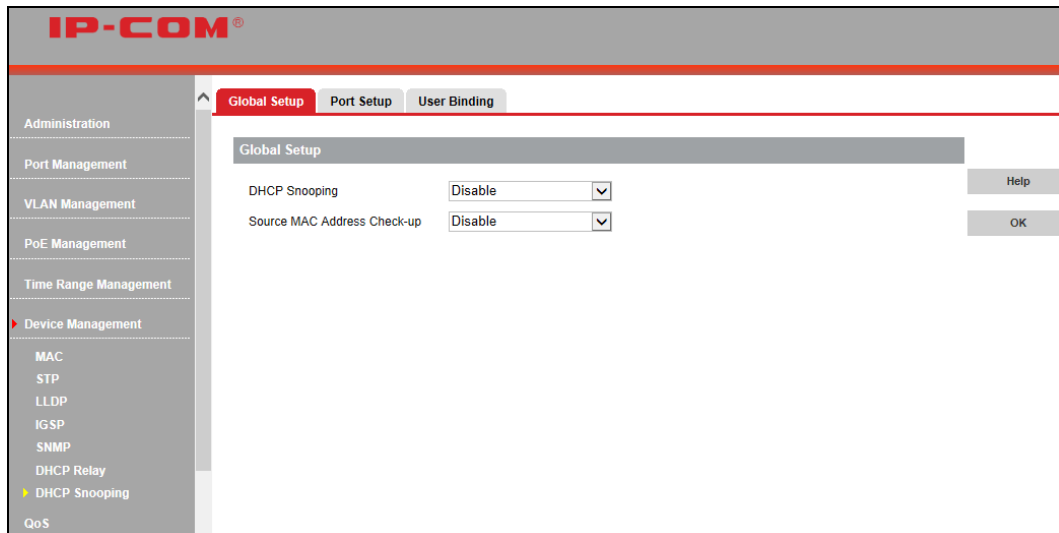 IP-COM®
Global Setup Port Setup User Binding
Administration
Port Management
VLAN Management
PoE Management
Time Range Management
Device Management
MAC
STP
LLDP
IGSP
SNMP
DHCP Relay
DHCP Snooping
QoS
Global Setup
DHCP Snooping Disable
Source MAC Address Check-up Disable
Help
OK